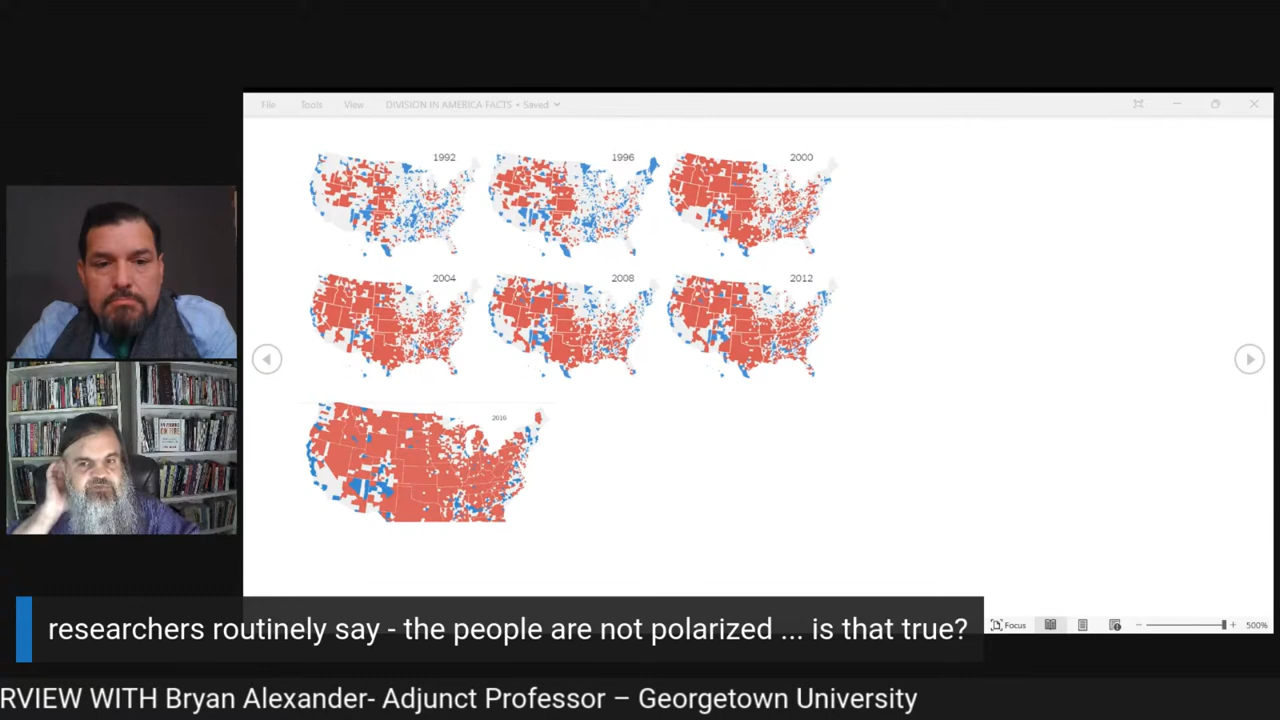 File Tools View DIVISION IN AMERICA FACTS • Saved
1992 1996 2000
2004 2008 2012
2016
researchers routinely say - the people are not polarized ... is that true?
Focus 500%
RVIEW WITH Bryan Alexander- Adjunct Professor – Georgetown University